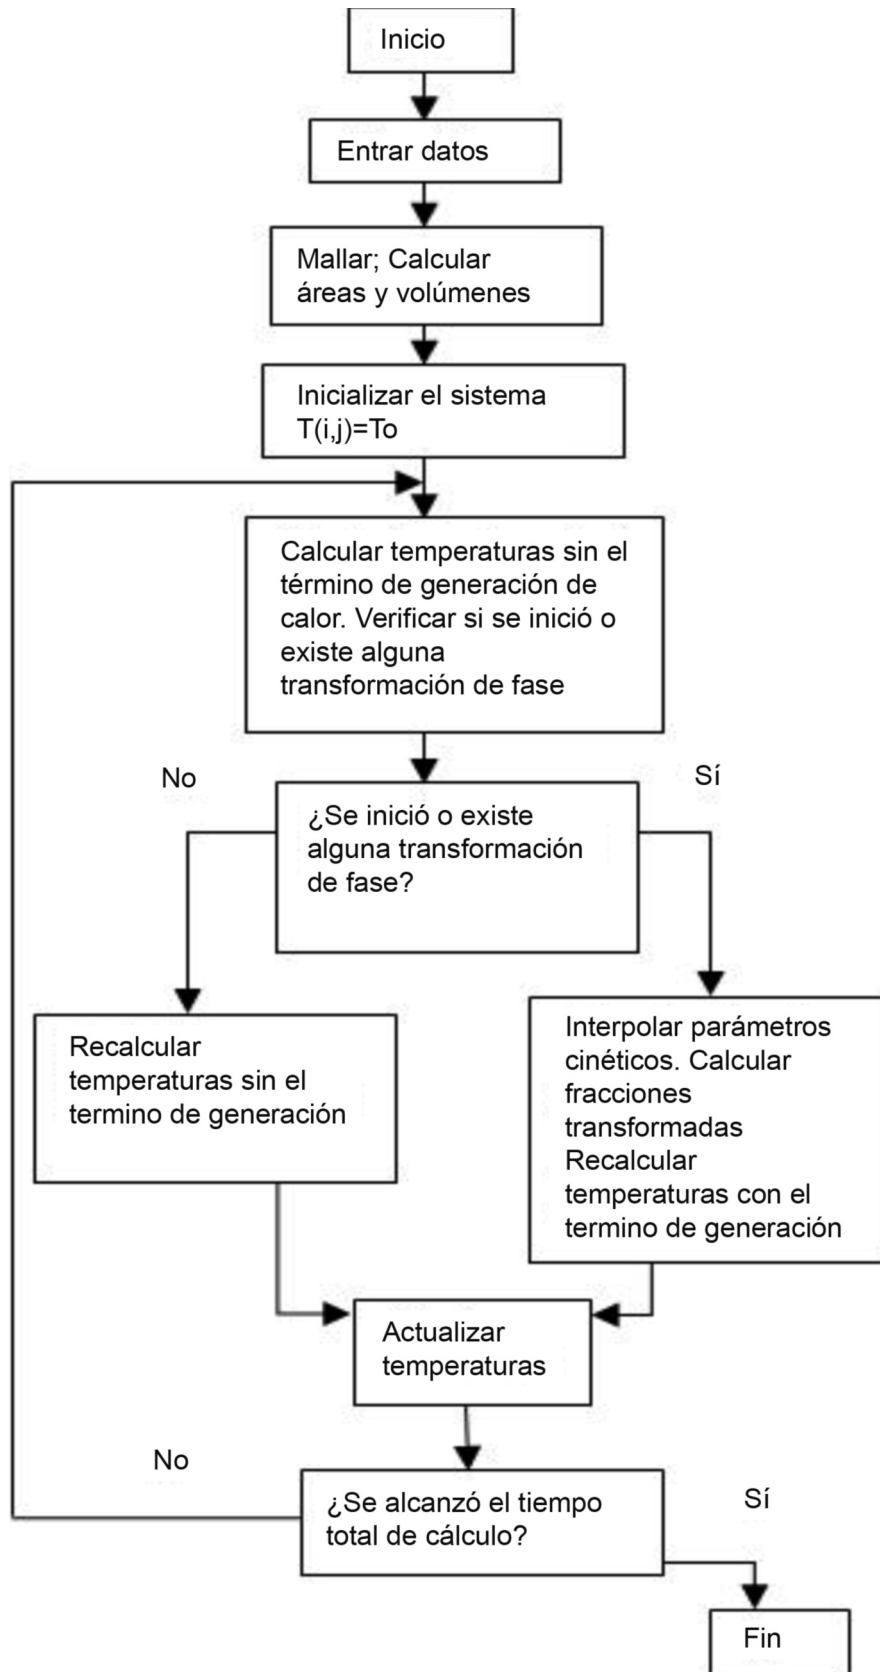 Inicio
Entrar datos
Mallar; Calcular
áreas y volúmenes
Inicializar el sistema
T(i,j)=To
Calcular temperaturas sin el
término de generación de
calor. Verificar si se inició o
existe alguna
transformación de fase
No
Sí
¿Se inició o existe
alguna transformación
de fase?
Recalcular
temperaturas sin el
termino de generación
Interpolar parámetros
cinéticos. Calcular
fracciones
transformadas
Recalcular
temperaturas con el
termino de generación
Actualizar
temperaturas
No
¿Se alcanzó el tiempo
total de cálculo?
Sí
Fin